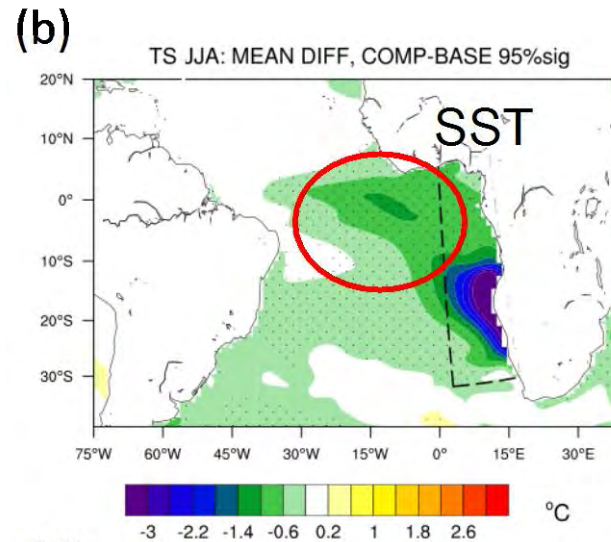 (b)
TS JJA: MEAN DIFF, COMP-BASE 95%sig
20°N
10°N
0°
10°S
20°S
30°S
SST
75°W 60°W 45°W 30°W 15°W 0° 15°E 30°E
-3 -2.2 -1.4 -0.6 0.2 1 1.8 2.6
°C